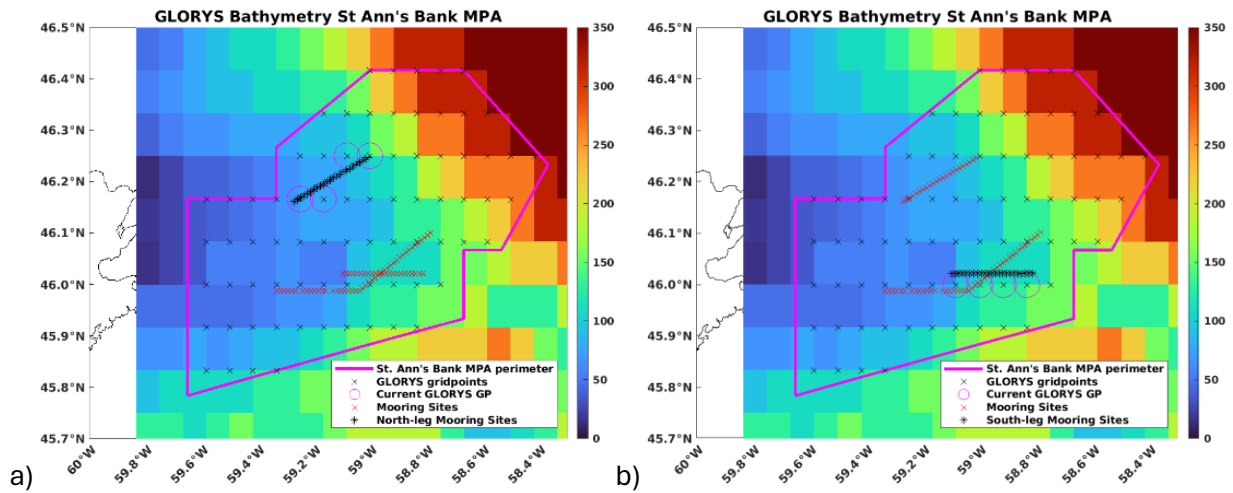 GLORYS Bathymetry St Ann's Bank MPA
46.5°N
46.4°N
46.3°N
46.2°N
46.1°N
46.0°N
45.9°N
45.8°N
45.7°N
60°W
59.8°W
59.6°W
59.4°W
59.2°W
59°W
58.8°W
58.6°W
58.4°W
350
300
250
200
150
100
50
0
St. Ann's Bank MPA perimeter
GLORYS gridpoints
Current GLORYS GP
Mooring Sites
North-leg Mooring Sites
a)
GLORYS Bathymetry St Ann's Bank MPA
46.5°N
46.4°N
46.3°N
46.2°N
46.1°N
46.0°N
45.9°N
45.8°N
45.7°N
60°W
59.8°W
59.6°W
59.4°W
59.2°W
59°W
58.8°W
58.6°W
58.4°W
350
300
250
200
150
100
50
0
St. Ann's Bank MPA perimeter
GLORYS gridpoints
Current GLORYS GP
Mooring Sites
South-leg Mooring Sites
b)